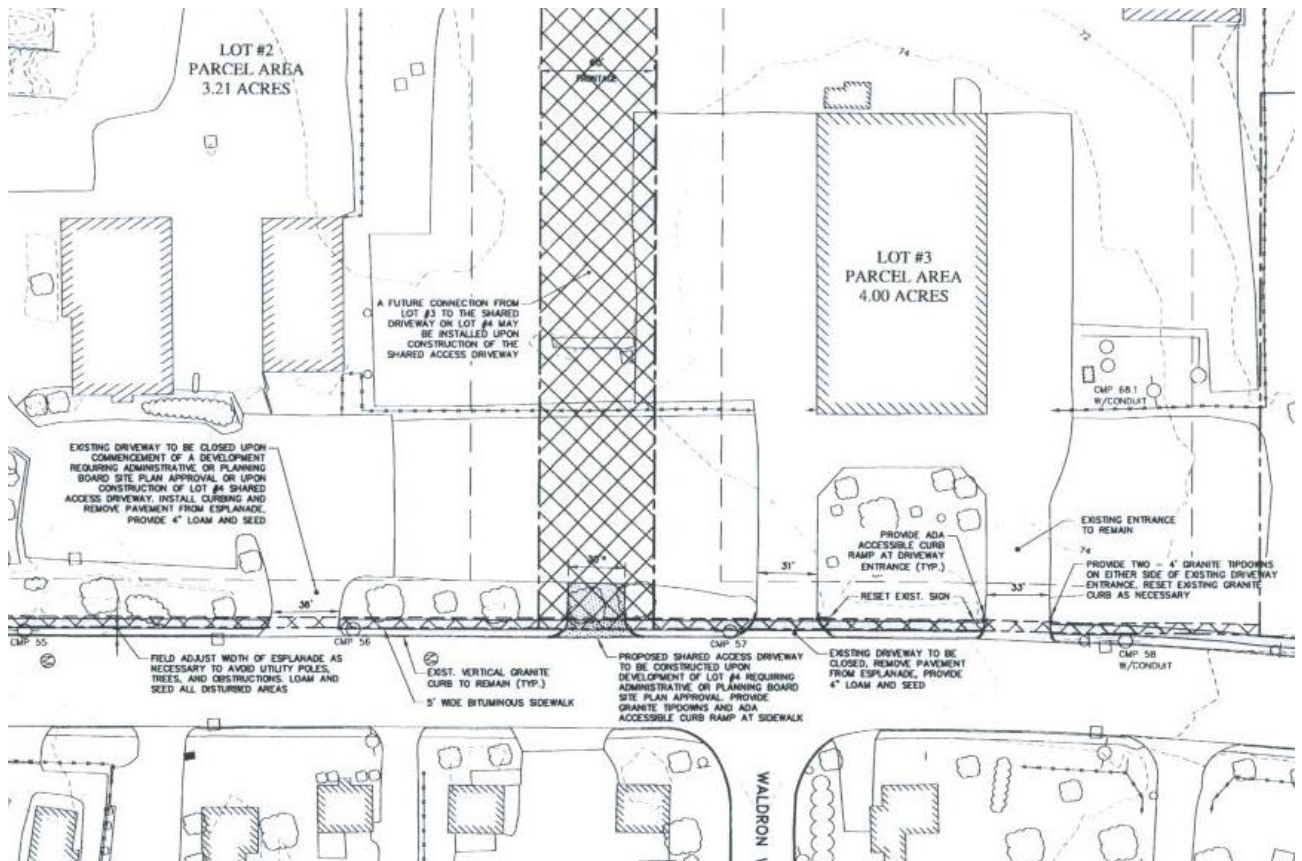 LOT #2
PARCEL AREA
3.21 ACRES
60'
FRONTAGE
74
72
LOT #3
PARCEL AREA
4.00 ACRES
A FUTURE CONNECTION FROM
LOT #3 TO THE SHARED
DRIVEWAY ON LOT #4 MAY
BE INSTALLED UPON
CONSTRUCTION OF THE
SHARED ACCESS DRIVEWAY
CMP 68.1
W/CONDUIT
EXISTING DRIVEWAY TO BE CLOSED UPON
COMMENCEMENT OF A DEVELOPMENT
REQUIRING ADMINISTRATIVE OR PLANNING
BOARD SITE PLAN APPROVAL OR UPON
CONSTRUCTION OF LOT #4 SHARED
ACCESS DRIVEWAY. INSTALL CURBING AND
REMOVE PAVEMENT FROM ESPLANADE,
PROVIDE 4" LOAM AND SEED
EXISTING ENTRANCE
TO REMAIN
74
PROVIDE ADA
ACCESSIBLE CURB
RAMP AT DRIVEWAY
ENTRANCE (TYP.)
PROVIDE TWO - 4' GRANITE TIPDOWNS
ON EITHER SIDE OF EXISTING DRIVEWAY
ENTRANCE, RESET EXISTING GRANITE
CURB AS NECESSARY
30'±
31'
33'
38'
RESET EXIST. SIGN
CMP 55
CMP 56
CMP 57
CMP 58
W/CONDUIT
FIELD ADJUST WIDTH OF ESPLANADE AS
NECESSARY TO AVOID UTILITY POLES,
TREES, AND OBSTRUCTIONS. LOAM AND
SEED ALL DISTURBED AREAS
EXIST. VERTICAL GRANITE
CURB TO REMAIN (TYP.)
5' WIDE BITUMINOUS SIDEWALK
PROPOSED SHARED ACCESS DRIVEWAY
TO BE CONSTRUCTED UPON
DEVELOPMENT OF LOT #4 REQUIRING
ADMINISTRATIVE OR PLANNING BOARD
SITE PLAN APPROVAL. PROVIDE
GRANITE TIPDOWNS AND ADA
ACCESSIBLE CURB RAMP AT SIDEWALK
EXISTING DRIVEWAY TO BE
CLOSED, REMOVE PAVEMENT
FROM ESPLANADE, PROVIDE
4" LOAM AND SEED
WALDRON